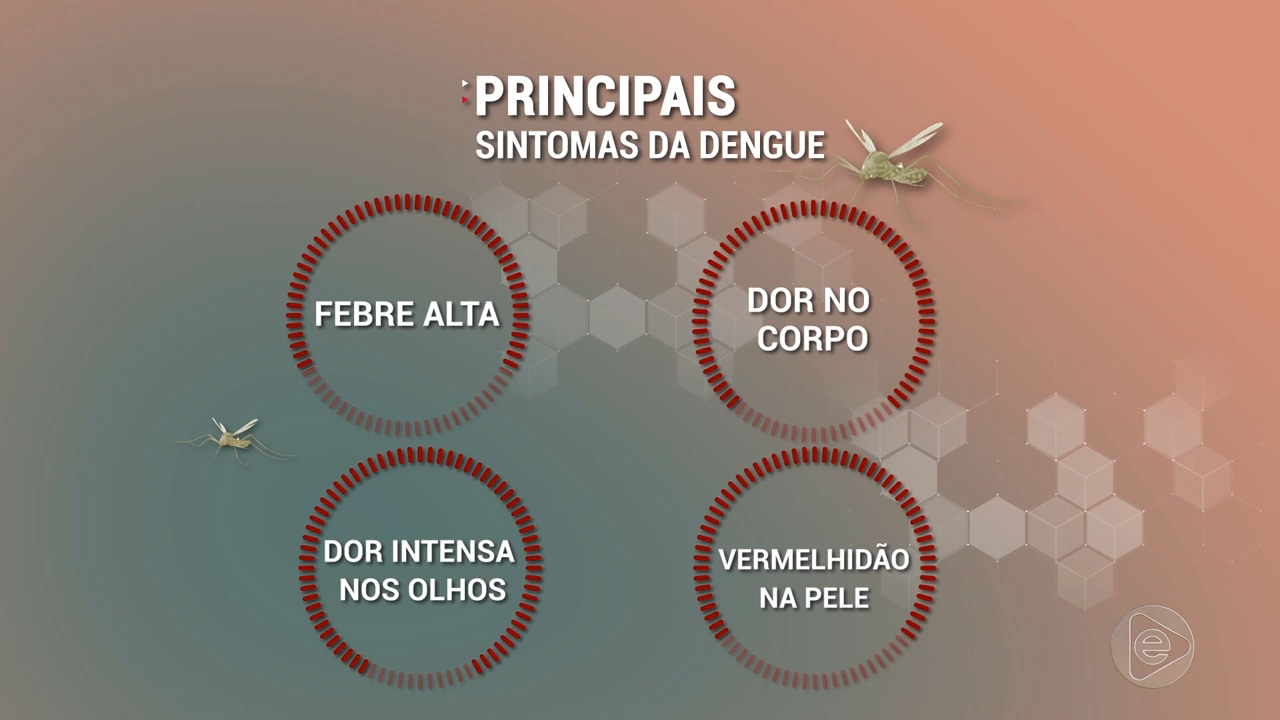 PRINCIPAIS
SINTOMAS DA DENGUE
FEBRE ALTA
DOR NO
CORPO
DOR INTENSA
NOS OLHOS
VERMELHIDÃO
NA PELE
e